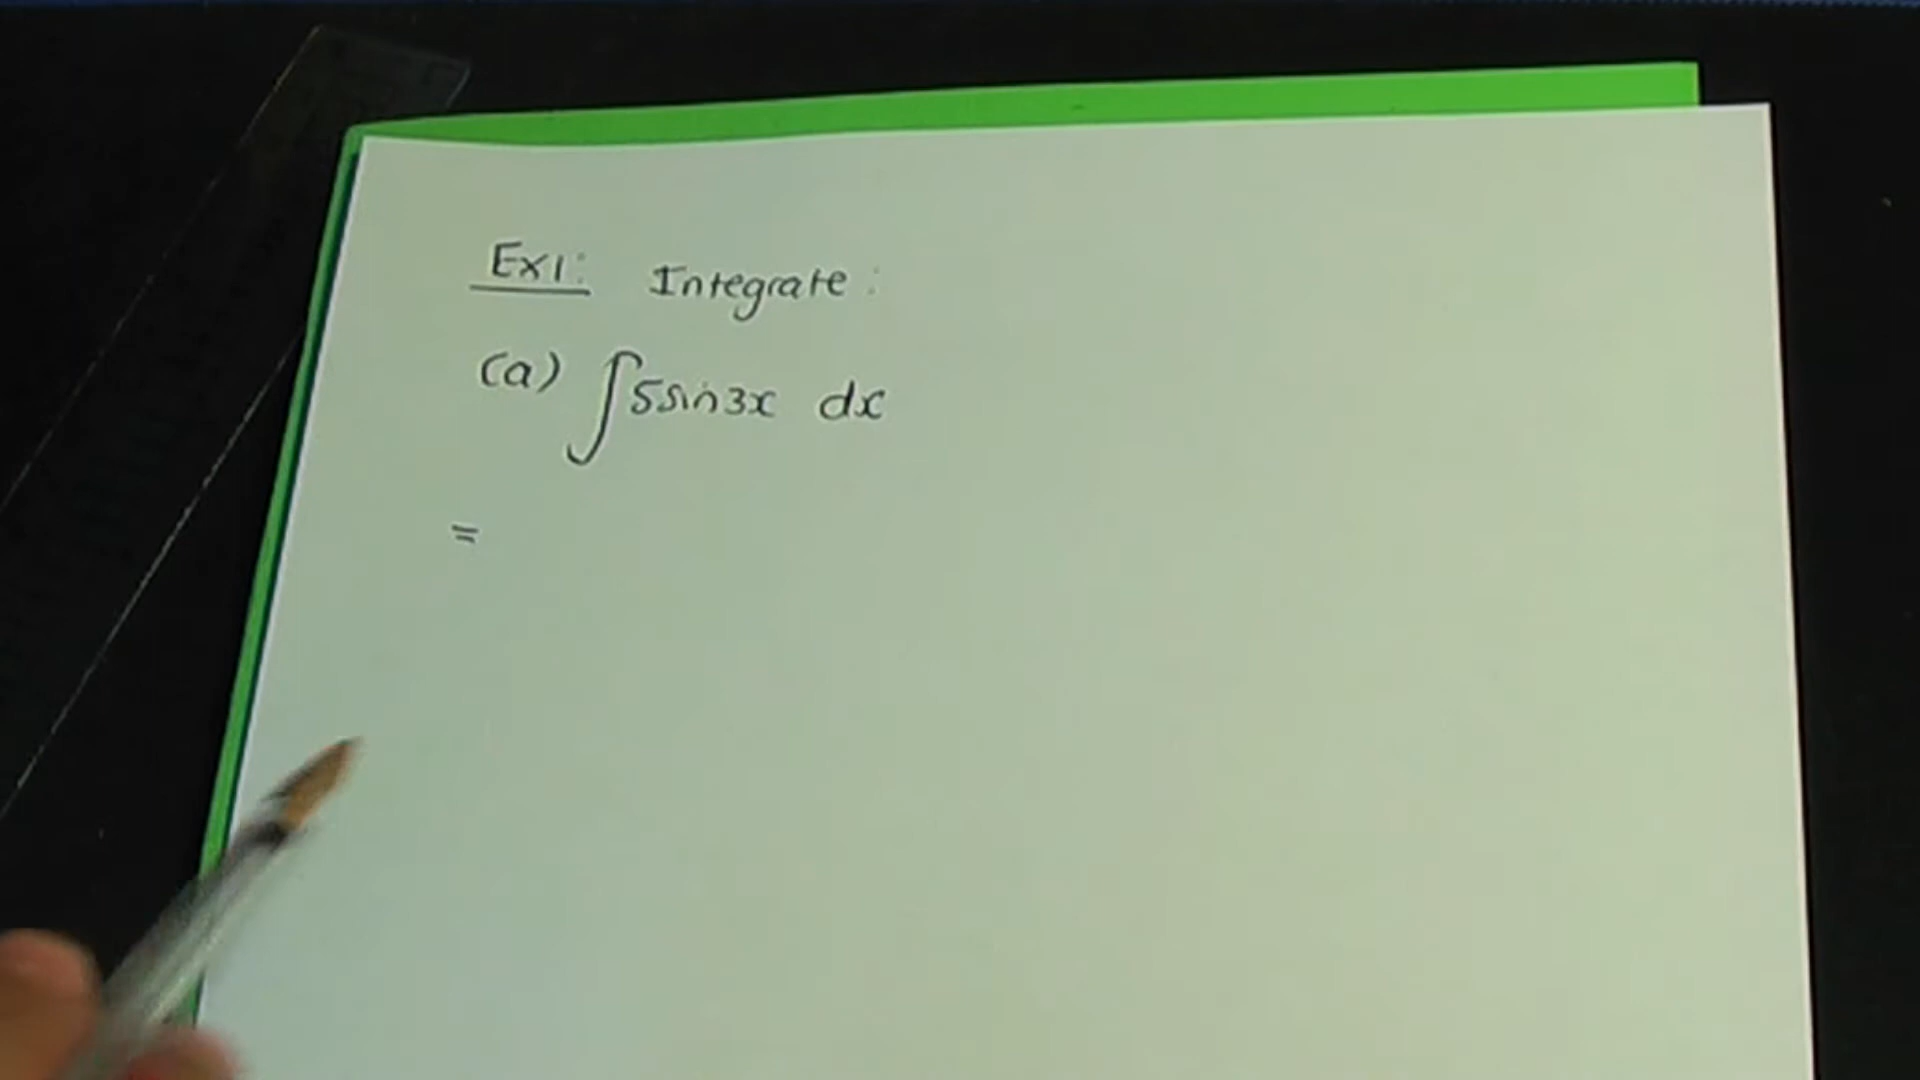 Ex1: Integrate:
(a) ∫5sin3x dx
=